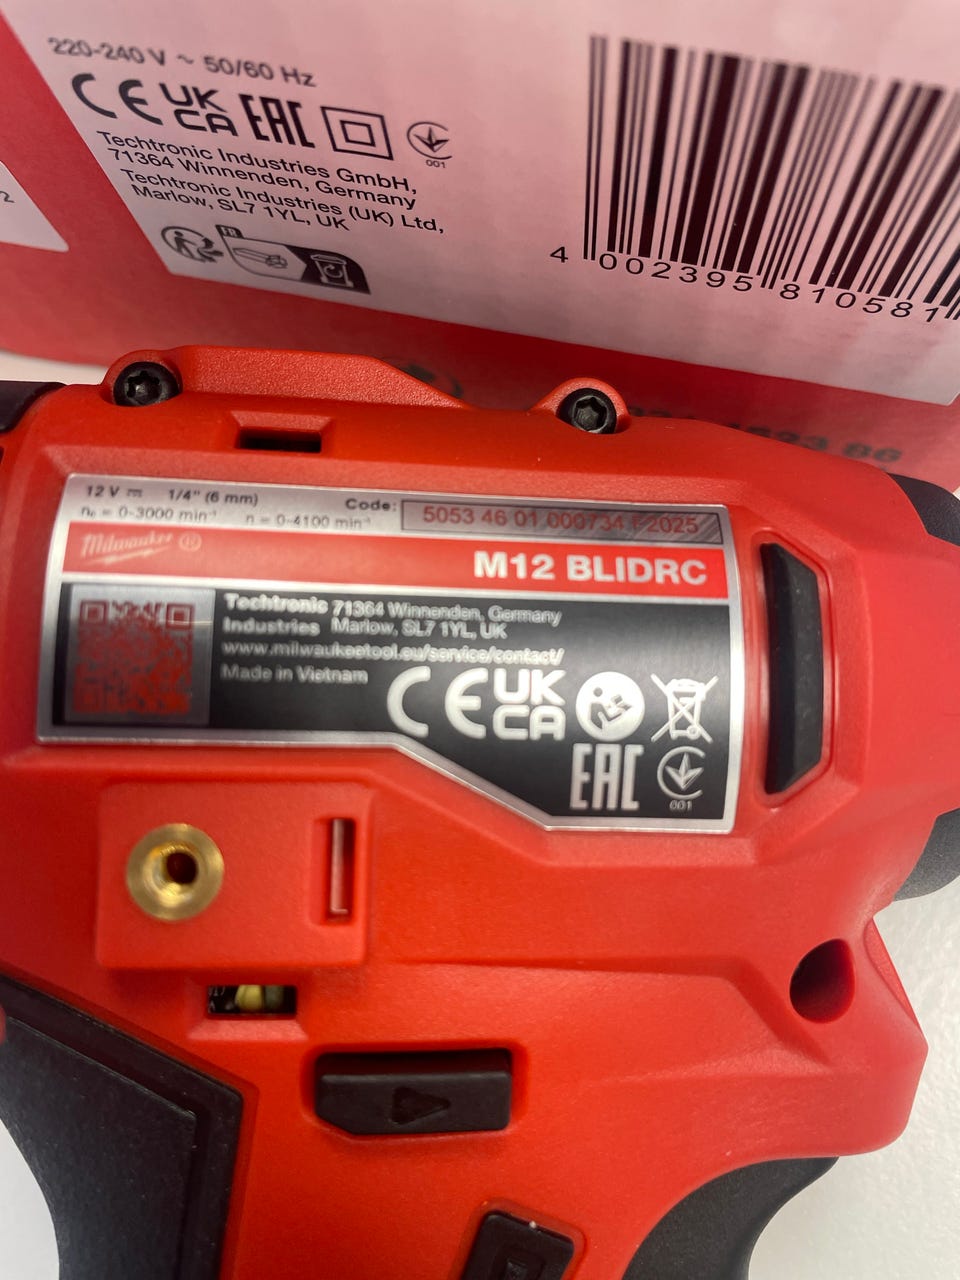 220-240 V ~ 50/60 Hz
CE UK CA EAC
001
Techtronic Industries GmbH,
71364 Winnenden, Germany
Techtronic Industries (UK) Ltd,
Marlow, SL7 1YL, UK
FR
2
4 002395 810581
12 V 1/4" (6 mm) Code:
n₀ = 0-3000 min⁻¹ n = 0-4100 min⁻¹ 5053 46 01 000734 F2025
Milwaukee ®
M12 BLIDRC
Techtronic 71364 Winnenden, Germany
Industries Marlow, SL7 1YL, UK
www.milwaukeetool.eu/service/contact/
Made in Vietnam
CE UK CA
EAC
001